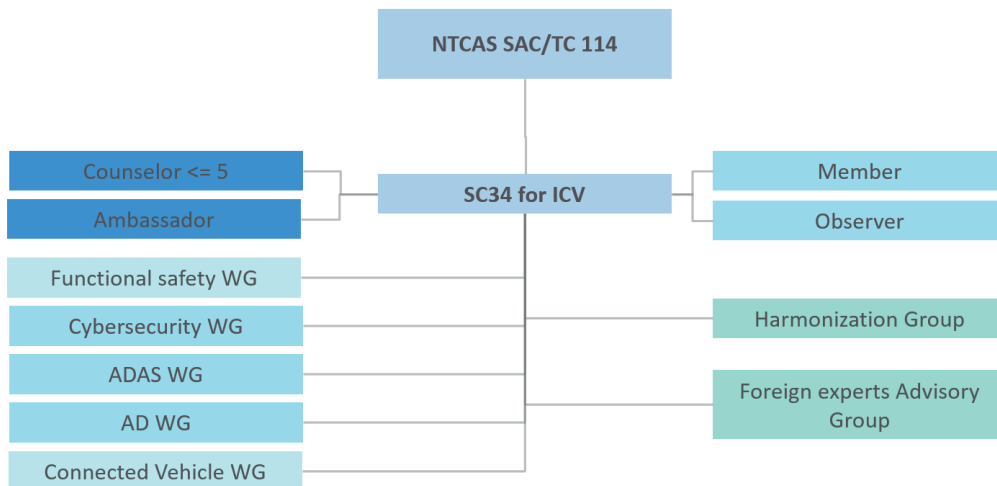 NTCAS SAC/TC 114
Counselor <= 5
Ambassador
SC34 for ICV
Member
Observer
Functional safety WG
Cybersecurity WG
ADAS WG
AD WG
Connected Vehicle WG
Harmonization Group
Foreign experts Advisory
Group